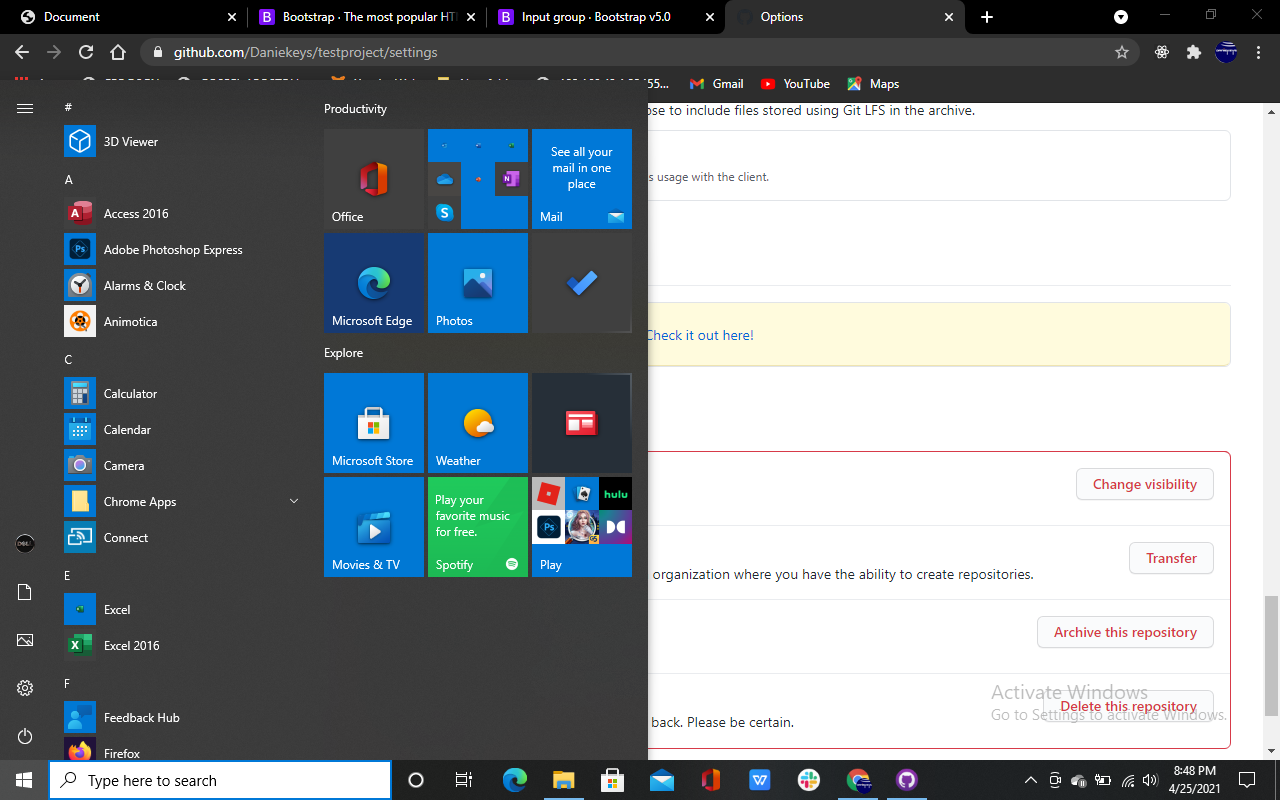 Document
Bootstrap · The most popular HT
Input group · Bootstrap v5.0
Options
github.com/Daniekeys/testproject/settings
Gmail
YouTube
Maps
#
3D Viewer
A
Access 2016
Adobe Photoshop Express
Alarms & Clock
Animotica
C
Calculator
Calendar
Camera
Chrome Apps
Connect
E
Excel
Excel 2016
F
Feedback Hub
Firefox
Productivity
Office
See all your
mail in one
place
Mail
Microsoft Edge
Photos
Explore
Microsoft Store
Weather
Movies & TV
Play your
favorite music
for free.
Spotify
hulu
Play
ose to include files stored using Git LFS in the archive.
s usage with the client.
Check it out here!
Change visibility
Transfer
organization where you have the ability to create repositories.
Archive this repository
Delete this repository
back. Please be certain.
Activate Windows
Go to Settings to activate Windows.
Type here to search
8:48 PM
4/25/2021